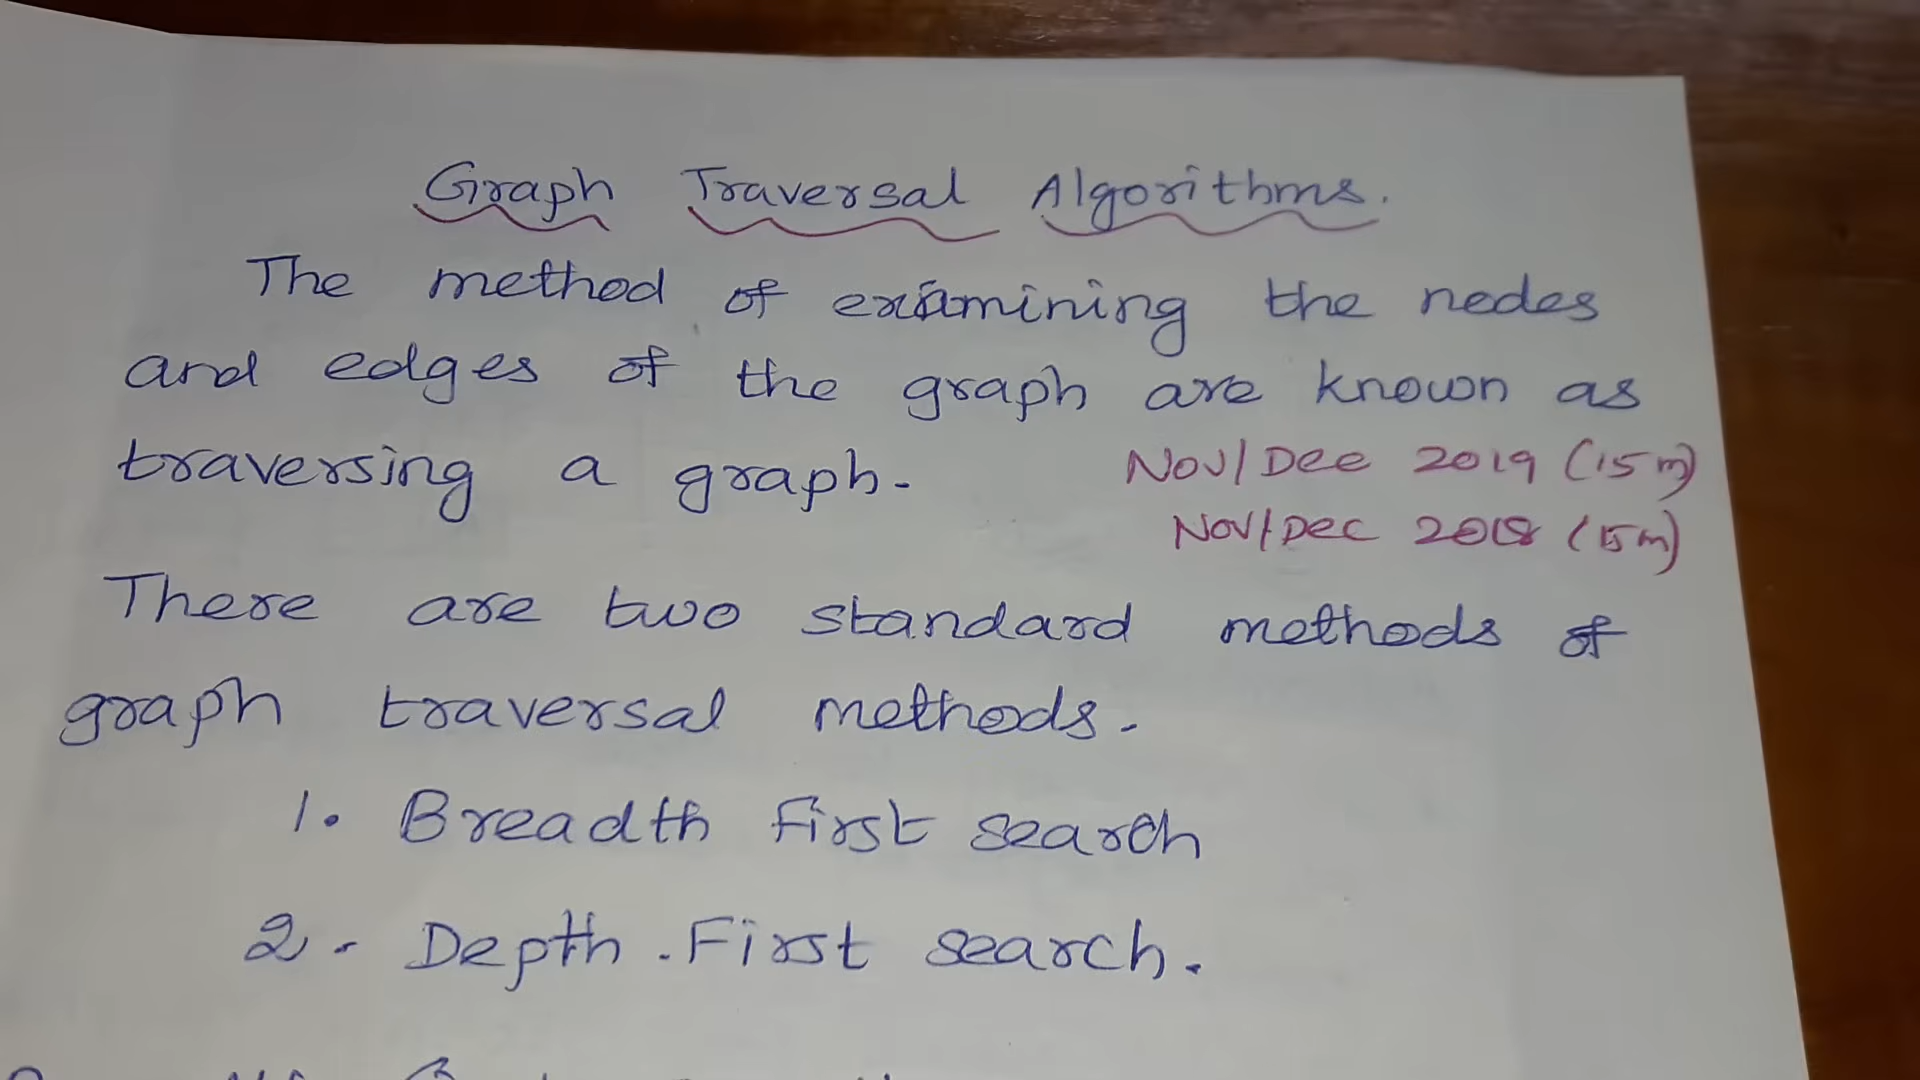 Graph Traversal Algorithms.
The method of examining the nodes
and edges of the graph are known as
traversing a graph.
Nov/Dec 2019 (15m)
Nov/Dec 2018 (15m)
There are two standard methods of
graph traversal methods.
1. Breadth First search
2. Depth. First search.